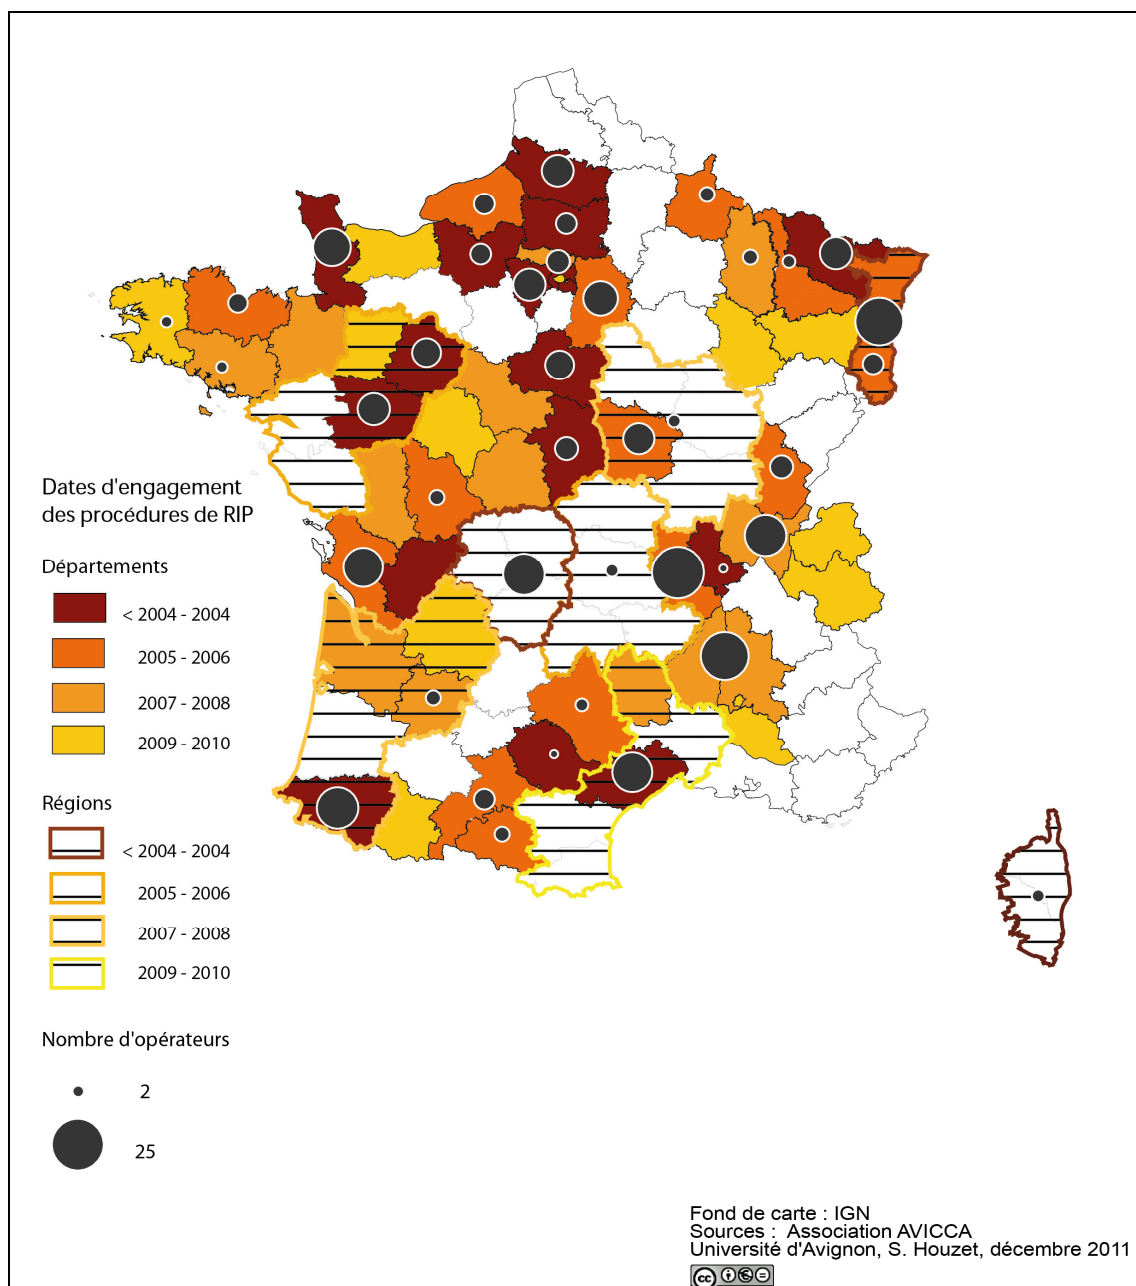 Dates d'engagement
des procédures de RIP
Départements
< 2004 - 2004
2005 - 2006
2007 - 2008
2009 - 2010
Régions
< 2004 - 2004
2005 - 2006
2007 - 2008
2009 - 2010
Nombre d'opérateurs
2
25
Fond de carte : IGN
Sources : Association AVICCA
Université d'Avignon, S. Houzet, décembre 2011
cc